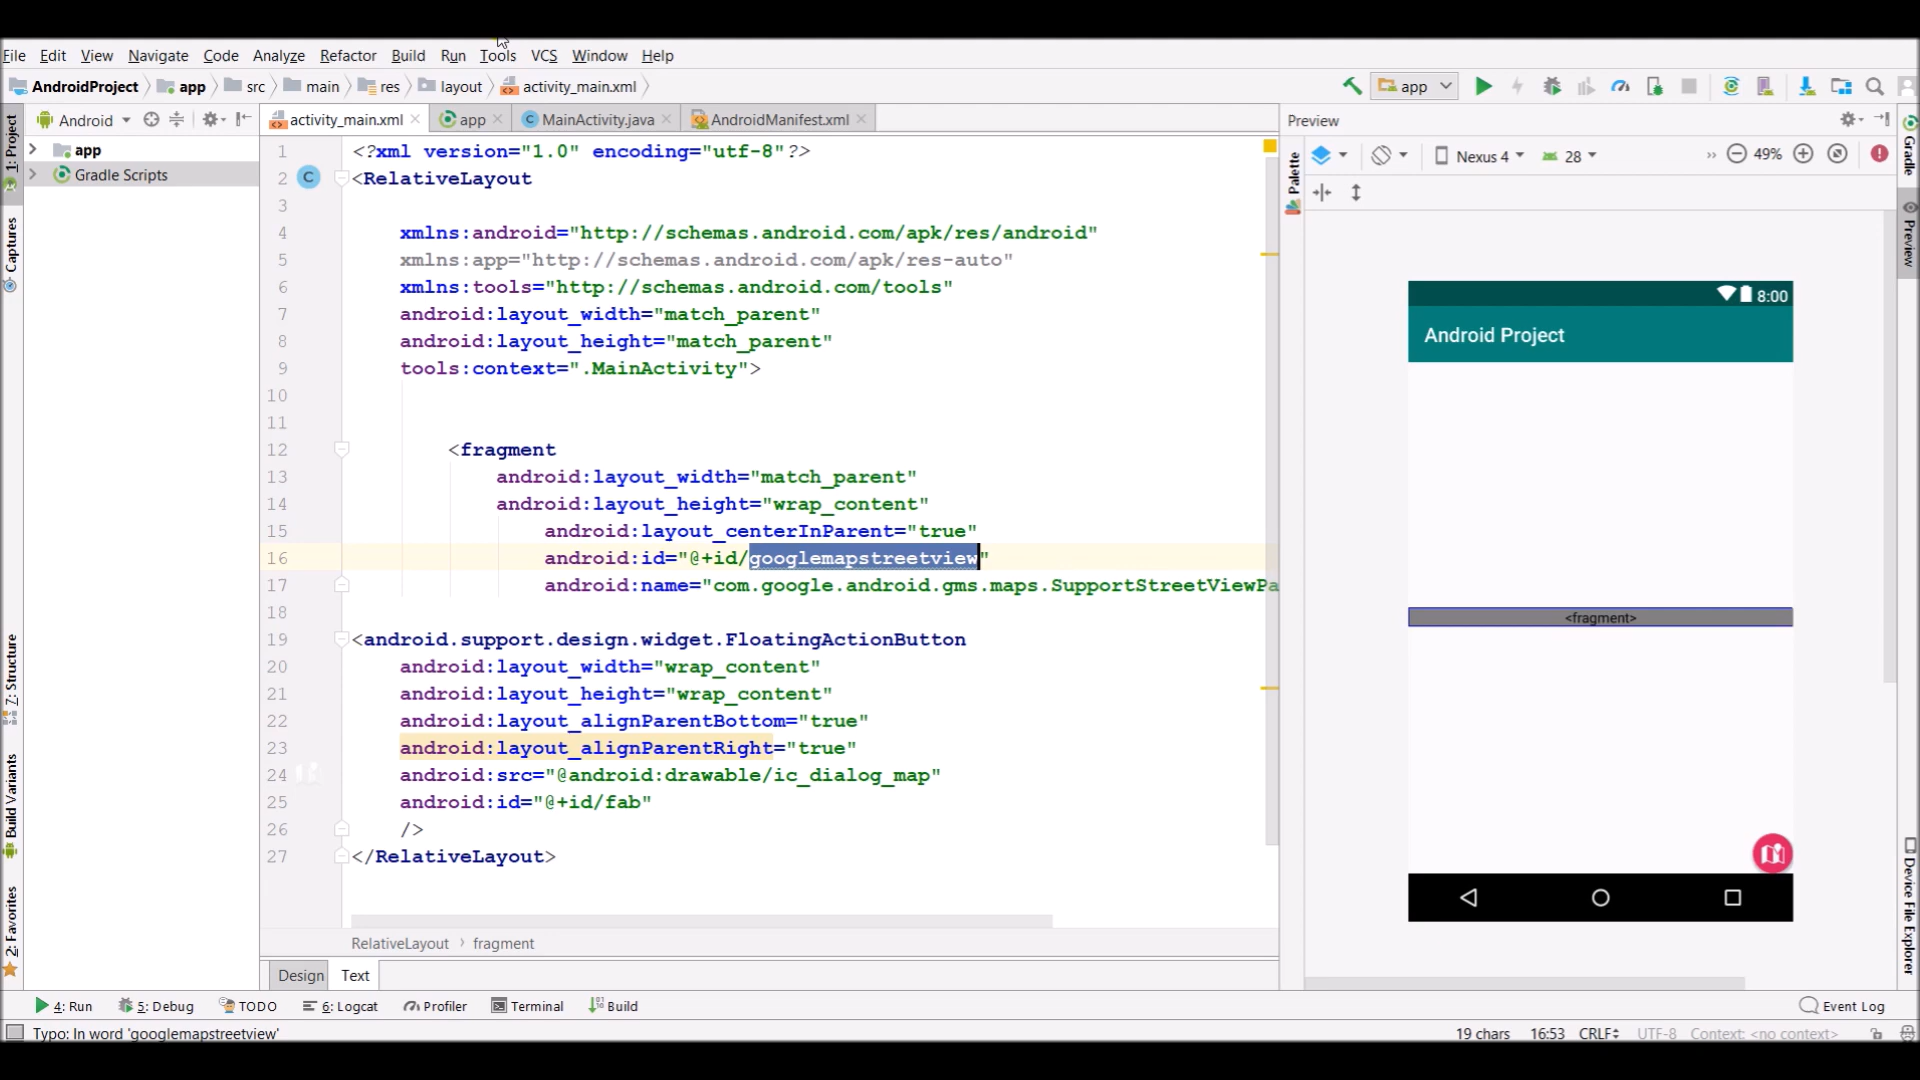 File Edit View Navigate Code Analyze Refactor Build Run Tools VCS Window Help
AndroidProject app src main res layout activity_main.xml app
1: Project Android activity_main.xml app MainActivity.java AndroidManifest.xml Preview
app
Gradle Scripts
Captures
7: Structure
Build Variants
2: Favorites
1 <?xml version="1.0" encoding="utf-8"?>
2 <RelativeLayout
3
4 xmlns:android="http://schemas.android.com/apk/res/android"
5 xmlns:app="http://schemas.android.com/apk/res-auto"
6 xmlns:tools="http://schemas.android.com/tools"
7 android:layout_width="match_parent"
8 android:layout_height="match_parent"
9 tools:context=".MainActivity">
10
11
12 <fragment
13 android:layout_width="match_parent"
14 android:layout_height="wrap_content"
15 android:layout_centerInParent="true"
16 android:id="@+id/googlemapstreetview"
17 android:name="com.google.android.gms.maps.SupportStreetViewPa
18
19 <android.support.design.widget.FloatingActionButton
20 android:layout_width="wrap_content"
21 android:layout_height="wrap_content"
22 android:layout_alignParentBottom="true"
23 android:layout_alignParentRight="true"
24 android:src="@android:drawable/ic_dialog_map"
25 android:id="@+id/fab"
26 />
27 </RelativeLayout>
RelativeLayout › fragment
Design Text
Palette
Nexus 4 28 » 49%
8:00
Android Project
<fragment>
Gradle
Preview
Device File Explorer
4: Run 5: Debug TODO 6: Logcat Profiler Terminal Build Event Log
Typo: In word 'googlemapstreetview' 19 chars 16:53 CRLF UTF-8 Context: <no context>